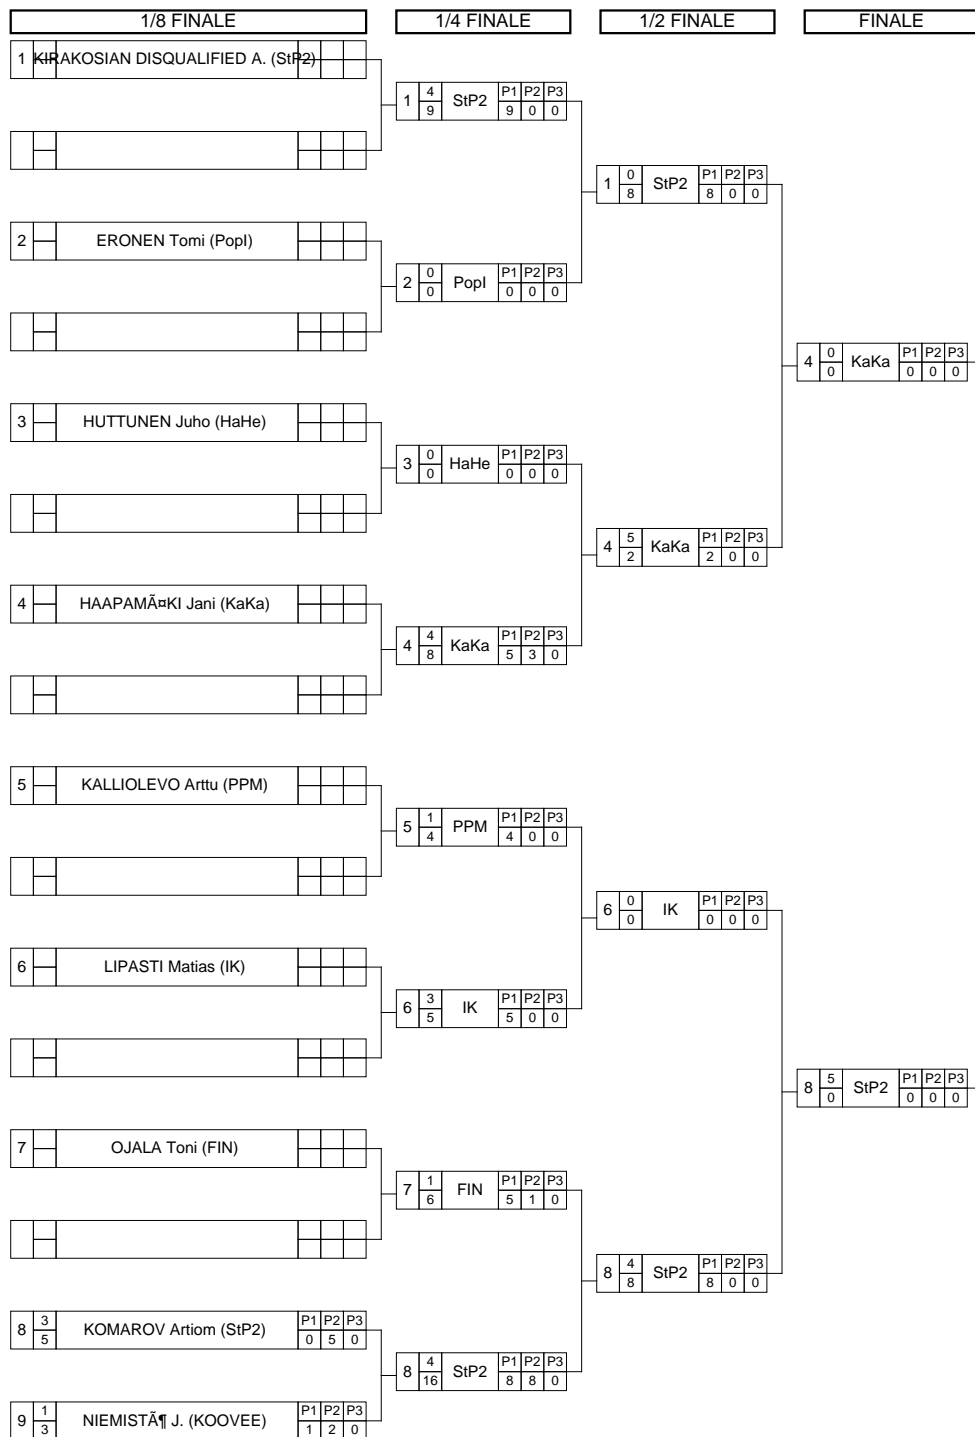 1/8 FINALE 1/4 FINALE 1/2 FINALE FINALE
1 KIRAKOSIAN DISQUALIFIED A. (StP2)
1 4 9 StP2 P1 P2 P3 9 0 0
1 0 8 StP2 P1 P2 P3 8 0 0
2 ERONEN Tomi (PopI)
2 0 0 PopI P1 P2 P3 0 0 0
4 0 0 KaKa P1 P2 P3 0 0 0
3 HUTTUNEN Juho (HaHe)
3 0 0 HaHe P1 P2 P3 0 0 0
4 5 2 KaKa P1 P2 P3 2 0 0
4 HAAPAMÃ¤KI Jani (KaKa)
4 4 8 KaKa P1 P2 P3 5 3 0
5 KALLIOLEVO Arttu (PPM)
5 1 4 PPM P1 P2 P3 4 0 0
6 0 0 IK P1 P2 P3 0 0 0
6 LIPASTI Matias (IK)
6 3 5 IK P1 P2 P3 5 0 0
8 5 0 StP2 P1 P2 P3 0 0 0
7 OJALA Toni (FIN)
7 1 6 FIN P1 P2 P3 5 1 0
8 4 8 StP2 P1 P2 P3 8 0 0
8 3 5 KOMAROV Artiom (StP2) P1 P2 P3 0 5 0
8 4 16 StP2 P1 P2 P3 8 8 0
9 1 3 NIEMISTÃ¶ J. (KOOVEE) P1 P2 P3 1 2 0